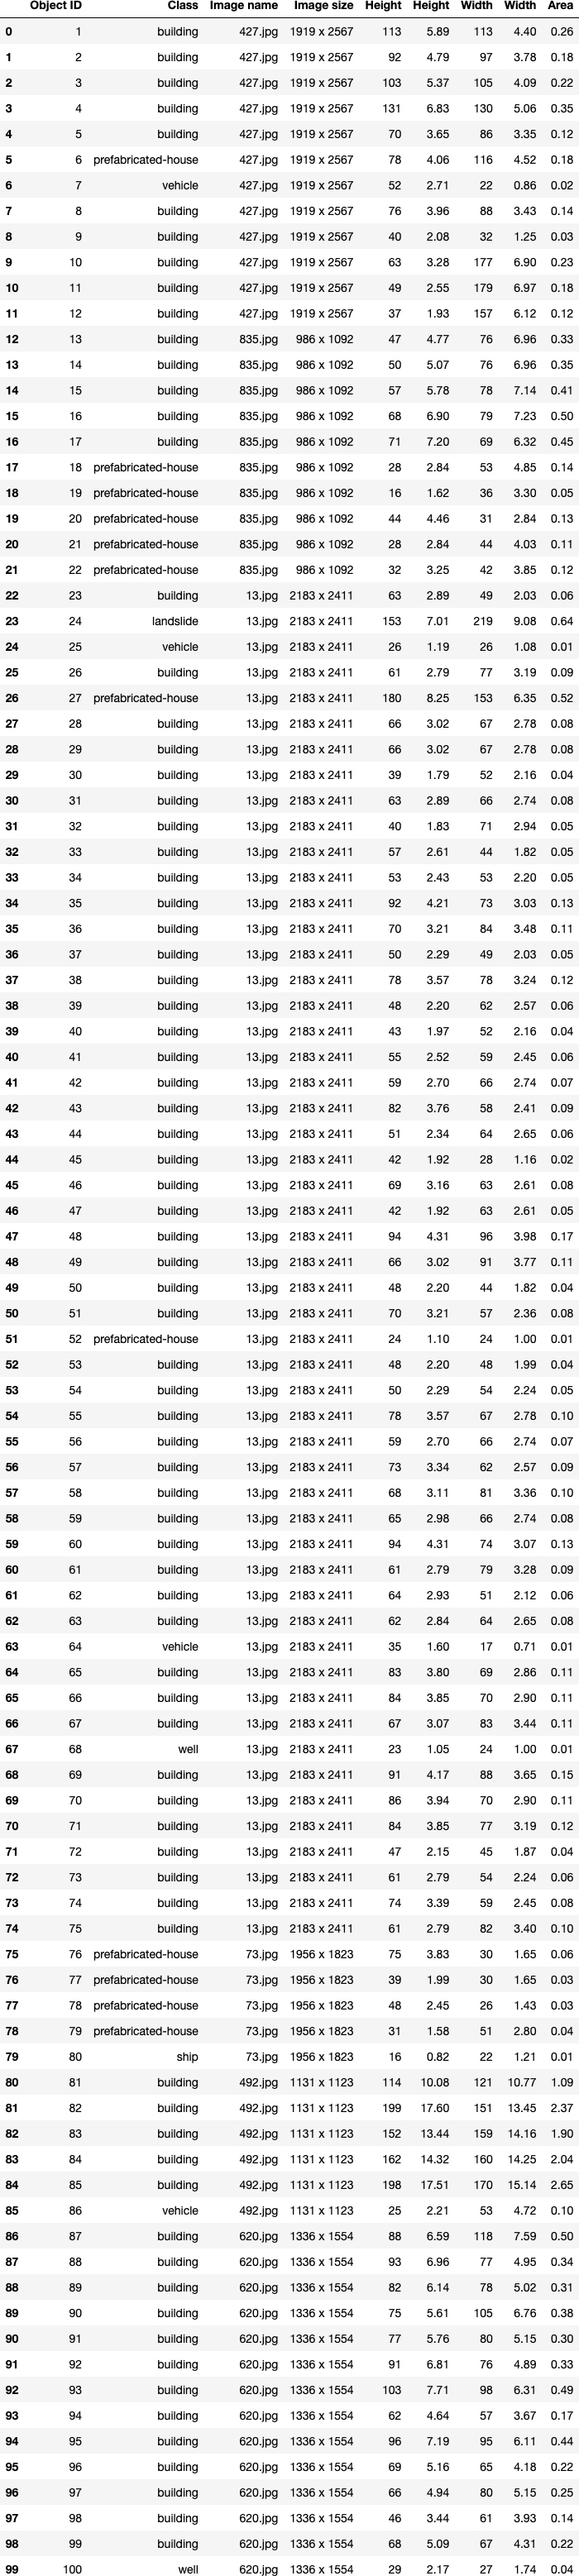 Object ID Class Image name Image size Height Height Width Width Area
0 1 building 427.jpg 1919 x 2567 113 5.89 113 4.40 0.26
1 2 building 427.jpg 1919 x 2567 92 4.79 97 3.78 0.18
2 3 building 427.jpg 1919 x 2567 103 5.37 105 4.09 0.22
3 4 building 427.jpg 1919 x 2567 131 6.83 130 5.06 0.35
4 5 building 427.jpg 1919 x 2567 70 3.65 86 3.35 0.12
5 6 prefabricated-house 427.jpg 1919 x 2567 78 4.06 116 4.52 0.18
6 7 vehicle 427.jpg 1919 x 2567 52 2.71 22 0.86 0.02
7 8 building 427.jpg 1919 x 2567 76 3.96 88 3.43 0.14
8 9 building 427.jpg 1919 x 2567 40 2.08 32 1.25 0.03
9 10 building 427.jpg 1919 x 2567 63 3.28 177 6.90 0.23
10 11 building 427.jpg 1919 x 2567 49 2.55 179 6.97 0.18
11 12 building 427.jpg 1919 x 2567 37 1.93 157 6.12 0.12
12 13 building 835.jpg 986 x 1092 47 4.77 76 6.96 0.33
13 14 building 835.jpg 986 x 1092 50 5.07 76 6.96 0.35
14 15 building 835.jpg 986 x 1092 57 5.78 78 7.14 0.41
15 16 building 835.jpg 986 x 1092 68 6.90 79 7.23 0.50
16 17 building 835.jpg 986 x 1092 71 7.20 69 6.32 0.45
17 18 prefabricated-house 835.jpg 986 x 1092 28 2.84 53 4.85 0.14
18 19 prefabricated-house 835.jpg 986 x 1092 16 1.62 36 3.30 0.05
19 20 prefabricated-house 835.jpg 986 x 1092 44 4.46 31 2.84 0.13
20 21 prefabricated-house 835.jpg 986 x 1092 28 2.84 44 4.03 0.11
21 22 prefabricated-house 835.jpg 986 x 1092 32 3.25 42 3.85 0.12
22 23 building 13.jpg 2183 x 2411 63 2.89 49 2.03 0.06
23 24 landslide 13.jpg 2183 x 2411 153 7.01 219 9.08 0.64
24 25 vehicle 13.jpg 2183 x 2411 26 1.19 26 1.08 0.01
25 26 building 13.jpg 2183 x 2411 61 2.79 77 3.19 0.09
26 27 prefabricated-house 13.jpg 2183 x 2411 180 8.25 153 6.35 0.52
27 28 building 13.jpg 2183 x 2411 66 3.02 67 2.78 0.08
28 29 building 13.jpg 2183 x 2411 66 3.02 67 2.78 0.08
29 30 building 13.jpg 2183 x 2411 39 1.79 52 2.16 0.04
30 31 building 13.jpg 2183 x 2411 63 2.89 66 2.74 0.08
31 32 building 13.jpg 2183 x 2411 40 1.83 71 2.94 0.05
32 33 building 13.jpg 2183 x 2411 57 2.61 44 1.82 0.05
33 34 building 13.jpg 2183 x 2411 53 2.43 53 2.20 0.05
34 35 building 13.jpg 2183 x 2411 92 4.21 73 3.03 0.13
35 36 building 13.jpg 2183 x 2411 70 3.21 84 3.48 0.11
36 37 building 13.jpg 2183 x 2411 50 2.29 49 2.03 0.05
37 38 building 13.jpg 2183 x 2411 78 3.57 78 3.24 0.12
38 39 building 13.jpg 2183 x 2411 48 2.20 62 2.57 0.06
39 40 building 13.jpg 2183 x 2411 43 1.97 52 2.16 0.04
40 41 building 13.jpg 2183 x 2411 55 2.52 59 2.45 0.06
41 42 building 13.jpg 2183 x 2411 59 2.70 66 2.74 0.07
42 43 building 13.jpg 2183 x 2411 82 3.76 58 2.41 0.09
43 44 building 13.jpg 2183 x 2411 51 2.34 64 2.65 0.06
44 45 building 13.jpg 2183 x 2411 42 1.92 28 1.16 0.02
45 46 building 13.jpg 2183 x 2411 69 3.16 63 2.61 0.08
46 47 building 13.jpg 2183 x 2411 42 1.92 63 2.61 0.05
47 48 building 13.jpg 2183 x 2411 94 4.31 96 3.98 0.17
48 49 building 13.jpg 2183 x 2411 66 3.02 91 3.77 0.11
49 50 building 13.jpg 2183 x 2411 48 2.20 44 1.82 0.04
50 51 building 13.jpg 2183 x 2411 70 3.21 57 2.36 0.08
51 52 prefabricated-house 13.jpg 2183 x 2411 24 1.10 24 1.00 0.01
52 53 building 13.jpg 2183 x 2411 48 2.20 48 1.99 0.04
53 54 building 13.jpg 2183 x 2411 50 2.29 54 2.24 0.05
54 55 building 13.jpg 2183 x 2411 78 3.57 67 2.78 0.10
55 56 building 13.jpg 2183 x 2411 59 2.70 66 2.74 0.07
56 57 building 13.jpg 2183 x 2411 73 3.34 62 2.57 0.09
57 58 building 13.jpg 2183 x 2411 68 3.11 81 3.36 0.10
58 59 building 13.jpg 2183 x 2411 65 2.98 66 2.74 0.08
59 60 building 13.jpg 2183 x 2411 94 4.31 74 3.07 0.13
60 61 building 13.jpg 2183 x 2411 61 2.79 79 3.28 0.09
61 62 building 13.jpg 2183 x 2411 64 2.93 51 2.12 0.06
62 63 building 13.jpg 2183 x 2411 62 2.84 64 2.65 0.08
63 64 vehicle 13.jpg 2183 x 2411 35 1.60 17 0.71 0.01
64 65 building 13.jpg 2183 x 2411 83 3.80 69 2.86 0.11
65 66 building 13.jpg 2183 x 2411 84 3.85 70 2.90 0.11
66 67 building 13.jpg 2183 x 2411 67 3.07 83 3.44 0.11
67 68 well 13.jpg 2183 x 2411 23 1.05 24 1.00 0.01
68 69 building 13.jpg 2183 x 2411 91 4.17 88 3.65 0.15
69 70 building 13.jpg 2183 x 2411 86 3.94 70 2.90 0.11
70 71 building 13.jpg 2183 x 2411 84 3.85 77 3.19 0.12
71 72 building 13.jpg 2183 x 2411 47 2.15 45 1.87 0.04
72 73 building 13.jpg 2183 x 2411 61 2.79 54 2.24 0.06
73 74 building 13.jpg 2183 x 2411 74 3.39 59 2.45 0.08
74 75 building 13.jpg 2183 x 2411 61 2.79 82 3.40 0.10
75 76 prefabricated-house 73.jpg 1956 x 1823 75 3.83 30 1.65 0.06
76 77 prefabricated-house 73.jpg 1956 x 1823 39 1.99 30 1.65 0.03
77 78 prefabricated-house 73.jpg 1956 x 1823 48 2.45 26 1.43 0.03
78 79 prefabricated-house 73.jpg 1956 x 1823 31 1.58 51 2.80 0.04
79 80 ship 73.jpg 1956 x 1823 16 0.82 22 1.21 0.01
80 81 building 492.jpg 1131 x 1123 114 10.08 121 10.77 1.09
81 82 building 492.jpg 1131 x 1123 199 17.60 151 13.45 2.37
82 83 building 492.jpg 1131 x 1123 152 13.44 159 14.16 1.90
83 84 building 492.jpg 1131 x 1123 162 14.32 160 14.25 2.04
84 85 building 492.jpg 1131 x 1123 198 17.51 170 15.14 2.65
85 86 vehicle 492.jpg 1131 x 1123 25 2.21 53 4.72 0.10
86 87 building 620.jpg 1336 x 1554 88 6.59 118 7.59 0.50
87 88 building 620.jpg 1336 x 1554 93 6.96 77 4.95 0.34
88 89 building 620.jpg 1336 x 1554 82 6.14 78 5.02 0.31
89 90 building 620.jpg 1336 x 1554 75 5.61 105 6.76 0.38
90 91 building 620.jpg 1336 x 1554 77 5.76 80 5.15 0.30
91 92 building 620.jpg 1336 x 1554 91 6.81 76 4.89 0.33
92 93 building 620.jpg 1336 x 1554 103 7.71 98 6.31 0.49
93 94 building 620.jpg 1336 x 1554 62 4.64 57 3.67 0.17
94 95 building 620.jpg 1336 x 1554 96 7.19 95 6.11 0.44
95 96 building 620.jpg 1336 x 1554 69 5.16 65 4.18 0.22
96 97 building 620.jpg 1336 x 1554 66 4.94 80 5.15 0.25
97 98 building 620.jpg 1336 x 1554 46 3.44 61 3.93 0.14
98 99 building 620.jpg 1336 x 1554 68 5.09 67 4.31 0.22
99 100 well 620.jpg 1336 x 1554 29 2.17 27 1.74 0.04